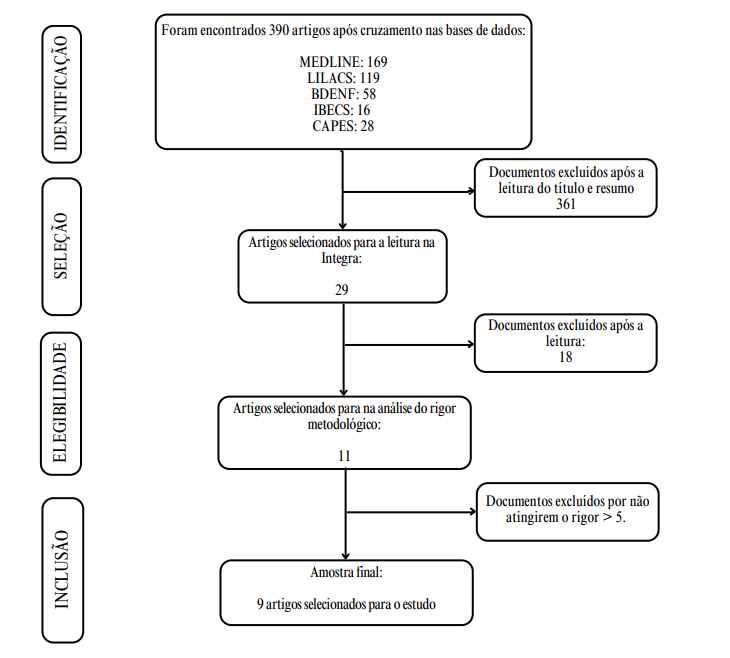 IDENTIFICAÇÃO
Foram encontrados 390 artigos após cruzamento nas bases de dados:
MEDLINE: 169
LILACS: 119
BDENF: 58
IBECS: 16
CAPES: 28
Documentos excluídos após a
leitura do título e resumo
361
SELEÇÃO
Artigos selecionados para a leitura na
Integra:
29
Documentos excluídos após a
leitura:
18
ELEGIBILIDADE
Artigos selecionados para na análise do rigor
metodológico:
11
Documentos excluídos por não
atingirem o rigor > 5.
INCLUSÃO
Amostra final:
9 artigos selecionados para o estudo